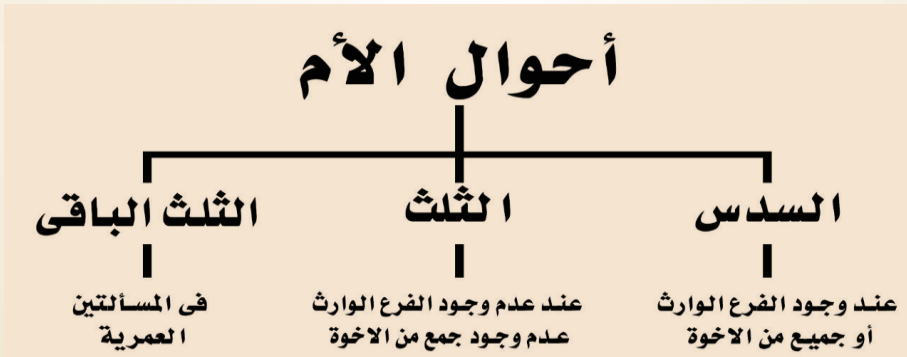 أحوال الأم
السدس
الثلث
الثلث الباقى
عند وجود الفرع الوارث
أو جميع من الاخوة
عند عدم وجود الفرع الوارث
عدم وجود جمع من الاخوة
فى المسألتين
العمرية